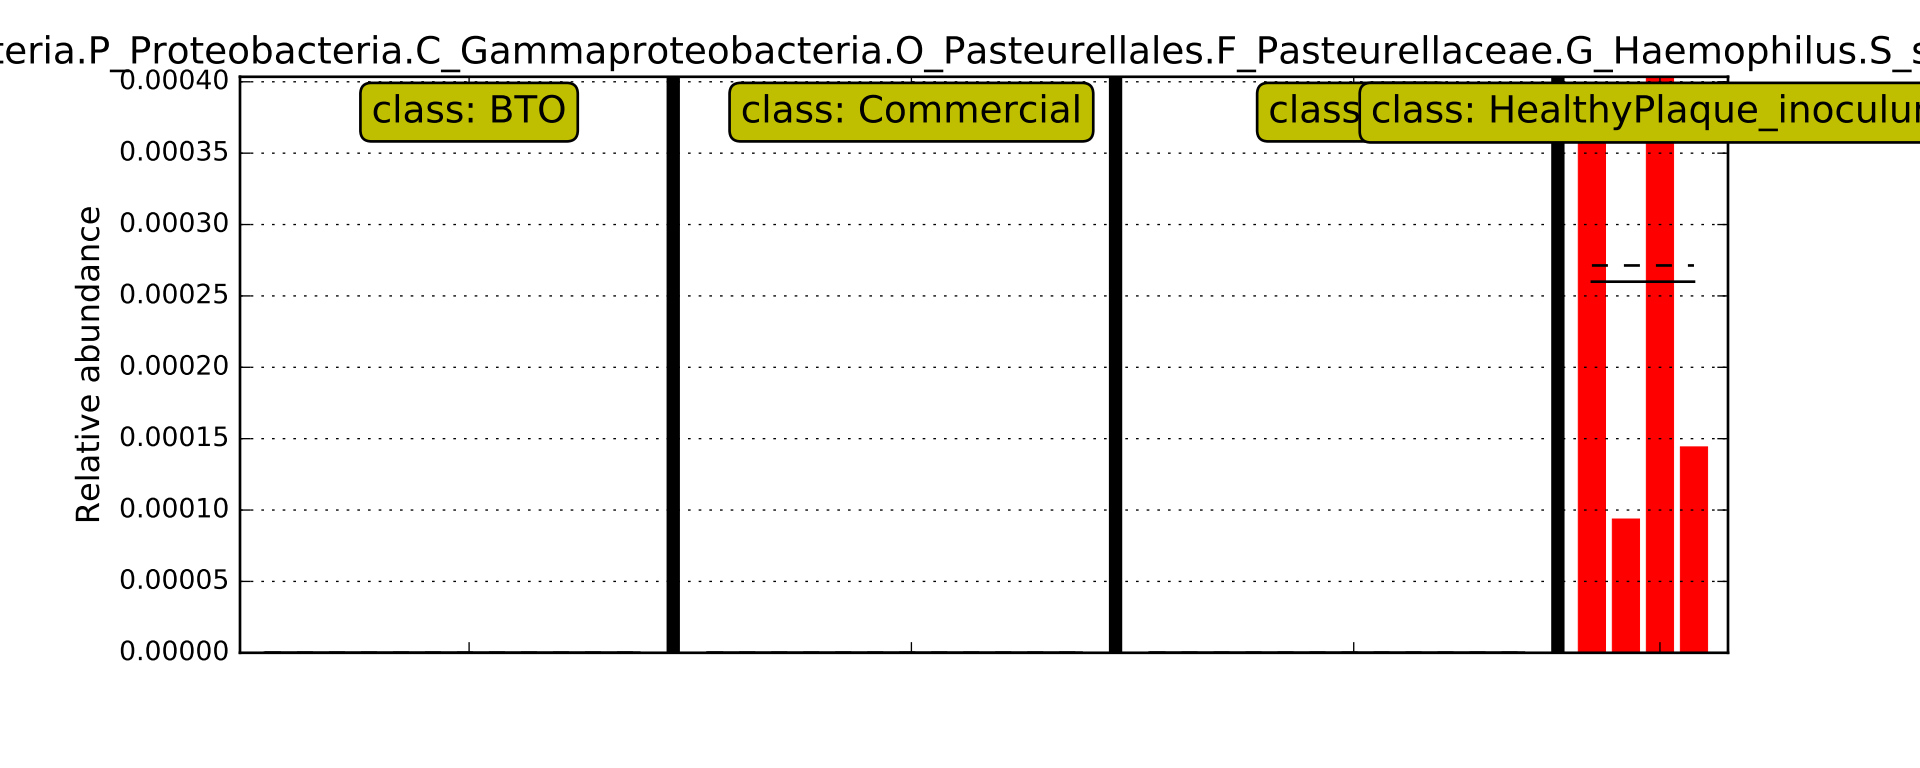 teria.P_Proteobacteria.C_Gammaproteobacteria.O_Pasteurellales.F_Pasteurellaceae.G_Haemophilus.S_s
class: BTO
class: Commercial
class
class: HealthyPlaque_inoculu
Relative abundance
0.00040
0.00035
0.00030
0.00025
0.00020
0.00015
0.00010
0.00005
0.00000